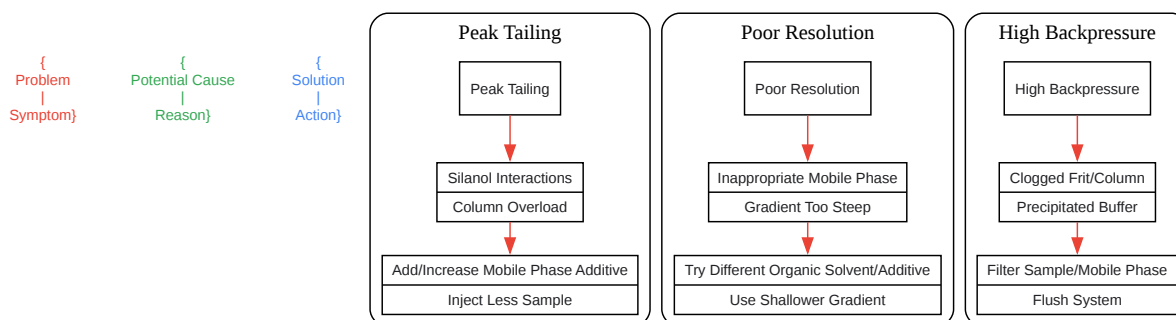 {
Problem
|
Symptom}
{
Potential Cause
|
Reason}
{
Solution
|
Action}
Peak Tailing
Peak Tailing
Silanol Interactions
Column Overload
Add/Increase Mobile Phase Additive
Inject Less Sample
Poor Resolution
Poor Resolution
Inappropriate Mobile Phase
Gradient Too Steep
Try Different Organic Solvent/Additive
Use Shallower Gradient
High Backpressure
High Backpressure
Clogged Frit/Column
Precipitated Buffer
Filter Sample/Mobile Phase
Flush System